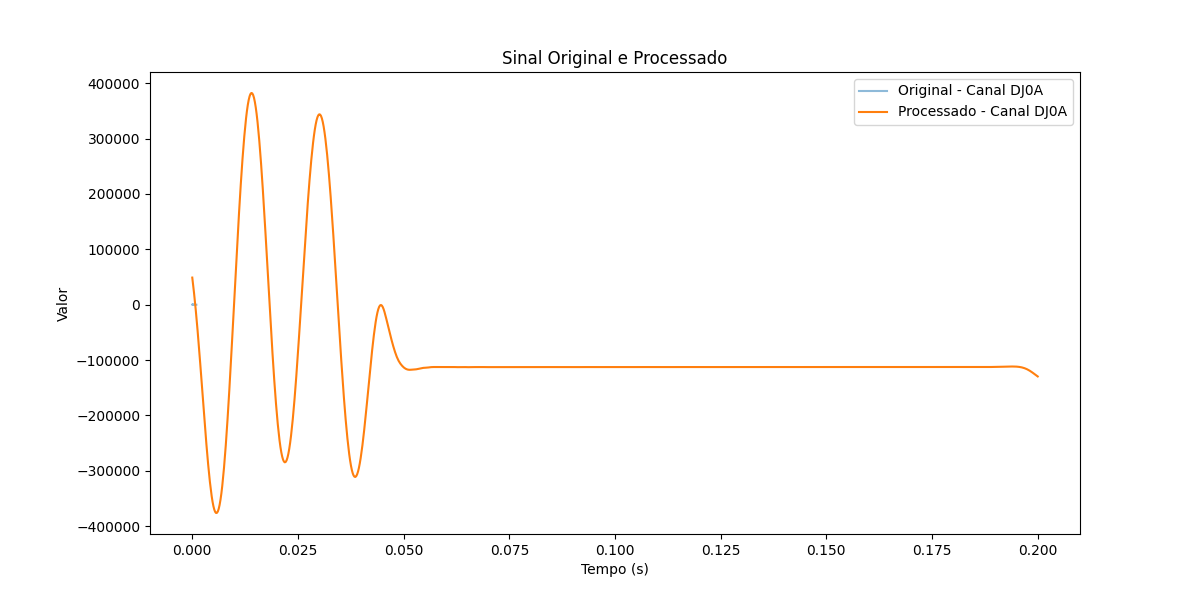 Sinal Original e Processado
Original - Canal DJ0A
Processado - Canal DJ0A
Valor
400000
300000
200000
100000
0
−100000
−200000
−300000
−400000
0.000 0.025 0.050 0.075 0.100 0.125 0.150 0.175 0.200
Tempo (s)